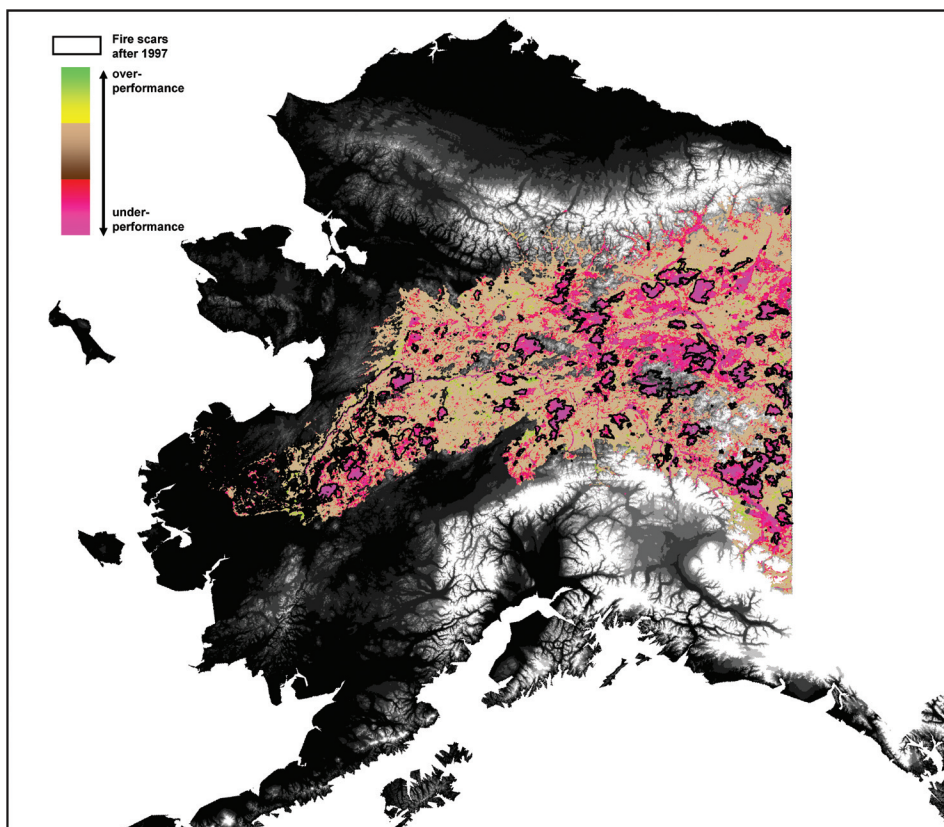 Fire scars
after 1997
over-
performance
under-
performance